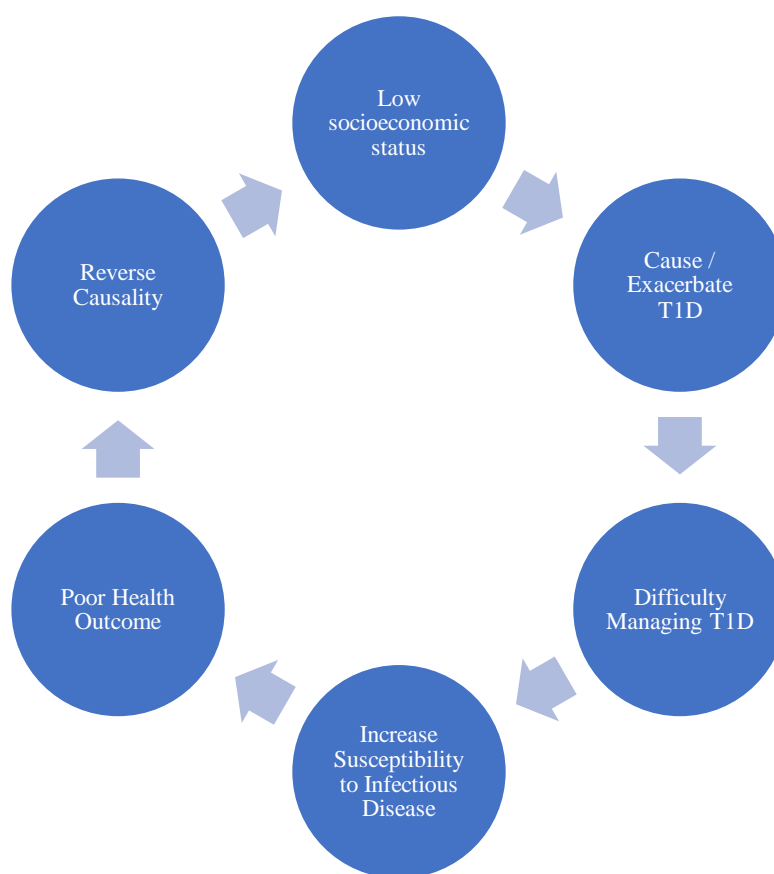 Low
socioeconomic
status
Cause /
Exacerbate
T1D
Difficulty
Managing T1D
Increase
Susceptibility
to Infectious
Disease
Poor Health
Outcome
Reverse
Causality